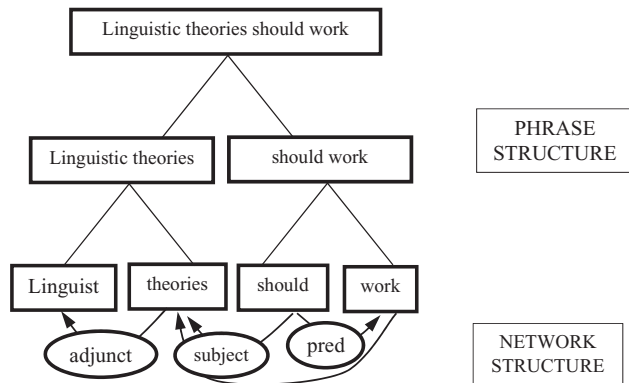 Linguistic theories should work
Linguistic theories
should work
PHRASE
STRUCTURE
Linguist
theories
should
work
adjunct
subject
pred
NETWORK
STRUCTURE